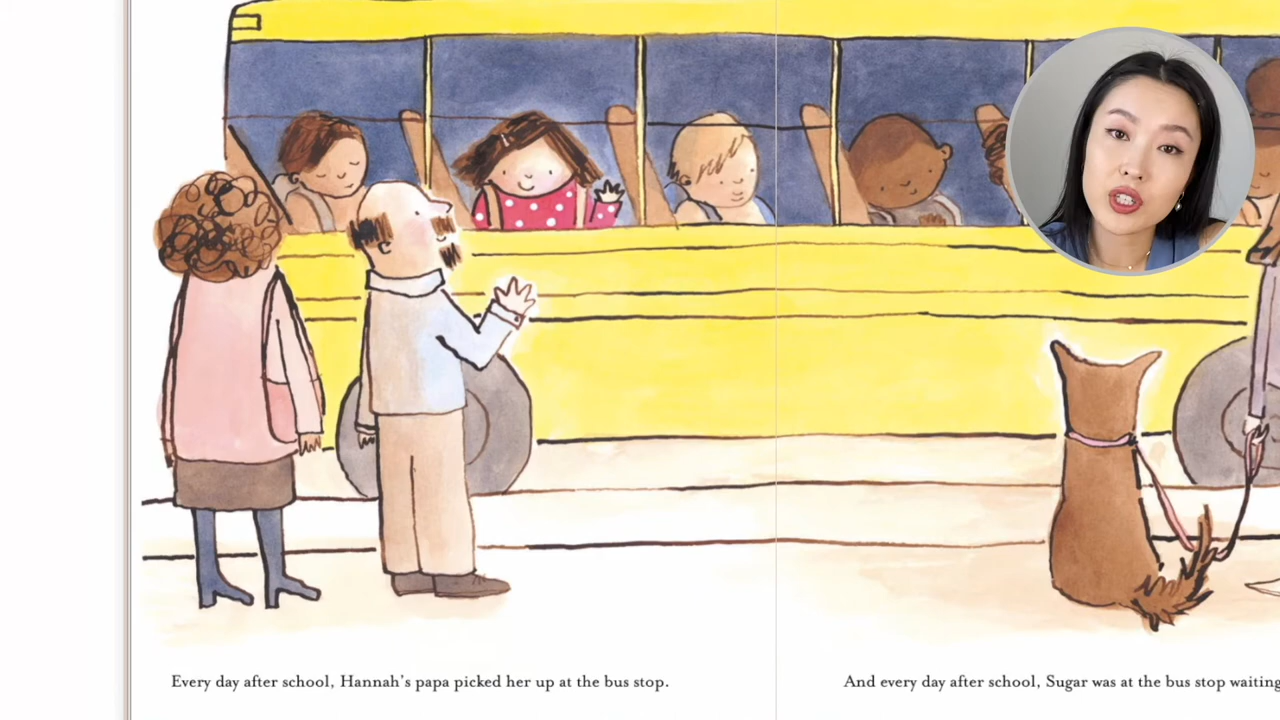 Every day after school, Hannah's papa picked her up at the bus stop.
And every day after school, Sugar was at the bus stop waiting